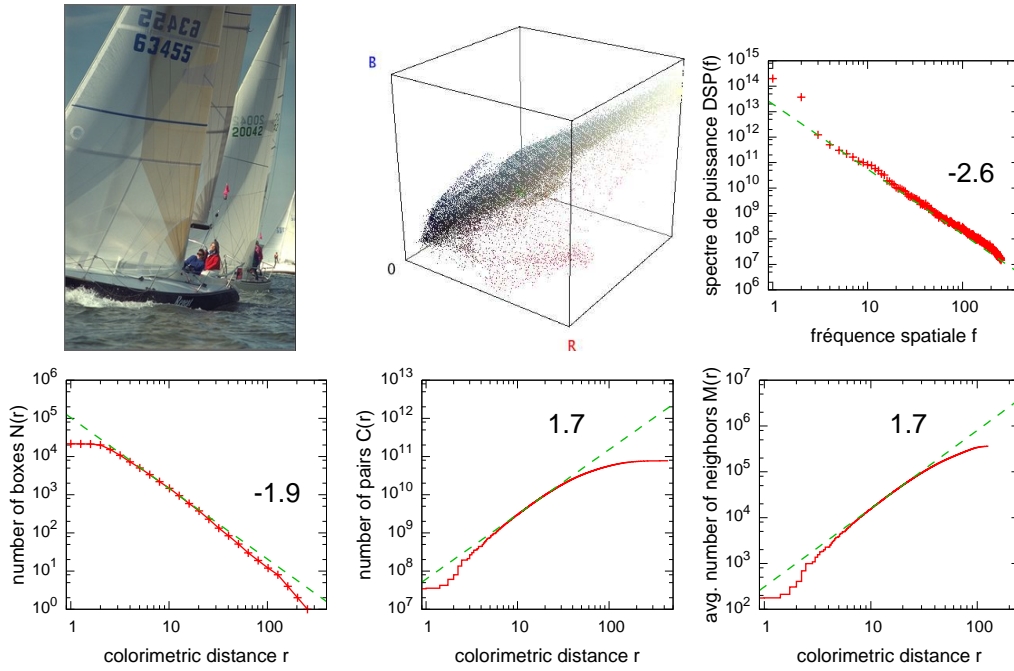 63455
63455
20042
20042
B
0
R
spectre de puissance DSP(f)
10^15
10^14
10^13
10^12
10^11
10^10
10^9
10^8
10^7
10^6
-2.6
1 10 100
fréquence spatiale f
number of boxes N(r)
10^6
10^5
10^4
10^3
10^2
10^1
10^0
-1.9
1 10 100
colorimetric distance r
number of pairs C(r)
10^13
10^12
10^11
10^10
10^9
10^8
10^7
1.7
1 10 100
colorimetric distance r
avg. number of neighbors M(r)
10^7
10^6
10^5
10^4
10^3
10^2
1.7
1 10 100
colorimetric distance r